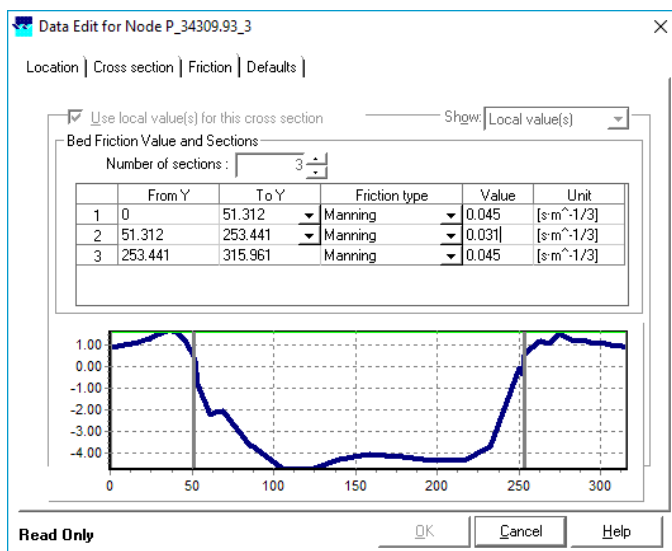 Data Edit for Node P_34309.93_3
Location Cross section Friction Defaults
Use local value(s) for this cross section Show: Local value(s)
Bed Friction Value and Sections
Number of sections : 3
From Y To Y Friction type Value Unit
1 0 51.312 Manning 0.045 [s·m^-1/3]
2 51.312 253.441 Manning 0.031 [s·m^-1/3]
3 253.441 315.961 Manning 0.045 [s·m^-1/3]
1.00
0.00
-1.00
-2.00
-3.00
-4.00
0 50 100 150 200 250 300
Read Only OK Cancel Help